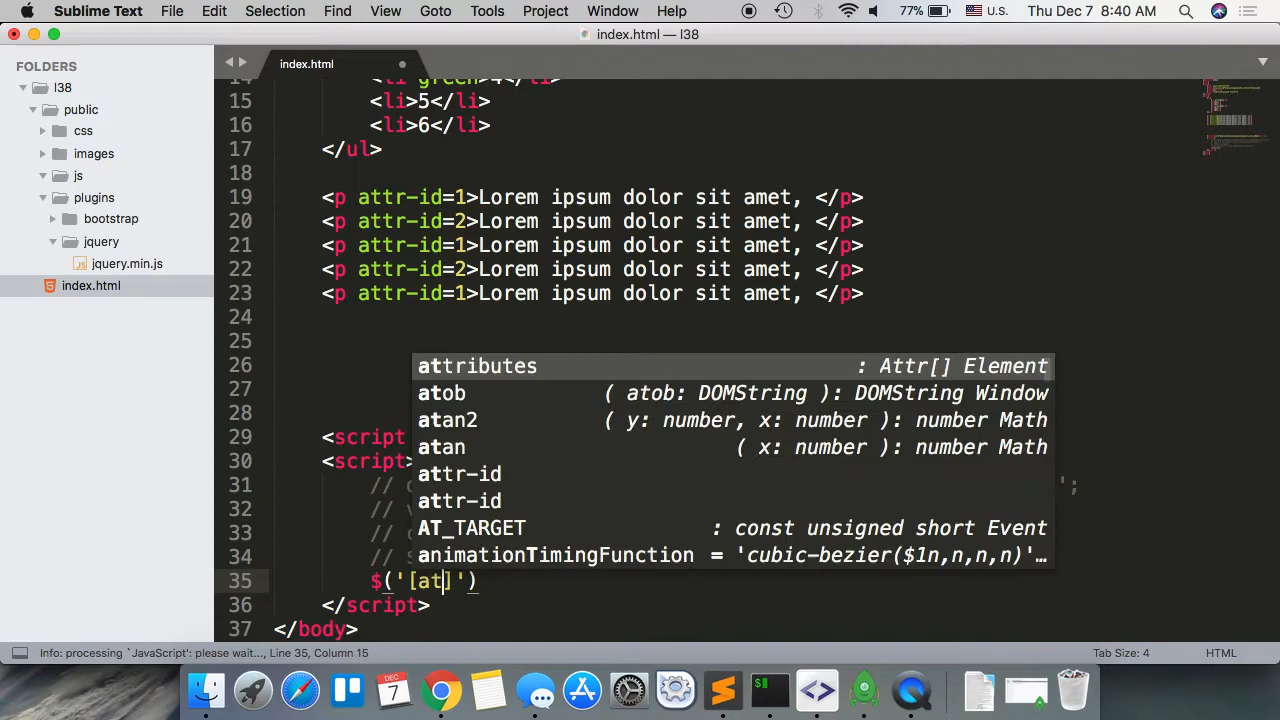 Sublime Text File Edit Selection Find View Goto Tools Project Window Help 77% U.S. Thu Dec 7 8:40 AM
index.html — l38
FOLDERS
l38
public
css
images
js
plugins
bootstrap
jquery
jquery.min.js
index.html
index.html
14 <li green>4</li>
15 <li>5</li>
16 <li>6</li>
17 </ul>
18
19 <p attr-id=1>Lorem ipsum dolor sit amet, </p>
20 <p attr-id=2>Lorem ipsum dolor sit amet, </p>
21 <p attr-id=1>Lorem ipsum dolor sit amet, </p>
22 <p attr-id=2>Lorem ipsum dolor sit amet, </p>
23 <p attr-id=1>Lorem ipsum dolor sit amet, </p>
24
25
26
27
28
29 <script
30 <script>
31 // ';
32 //
33 //
34 //
35 $('[at]')
36 </script>
37 </body>
attributes : Attr[] Element
atob ( atob: DOMString ): DOMString Window
atan2 ( y: number, x: number ): number Math
atan ( x: number ): number Math
attr-id
attr-id
AT_TARGET : const unsigned short Event
animationTimingFunction = 'cubic-bezier($1n,n,n,n)'…
Info: processing `JavaScript': please wait..., Line 35, Column 15 Tab Size: 4 HTML
DEC
7